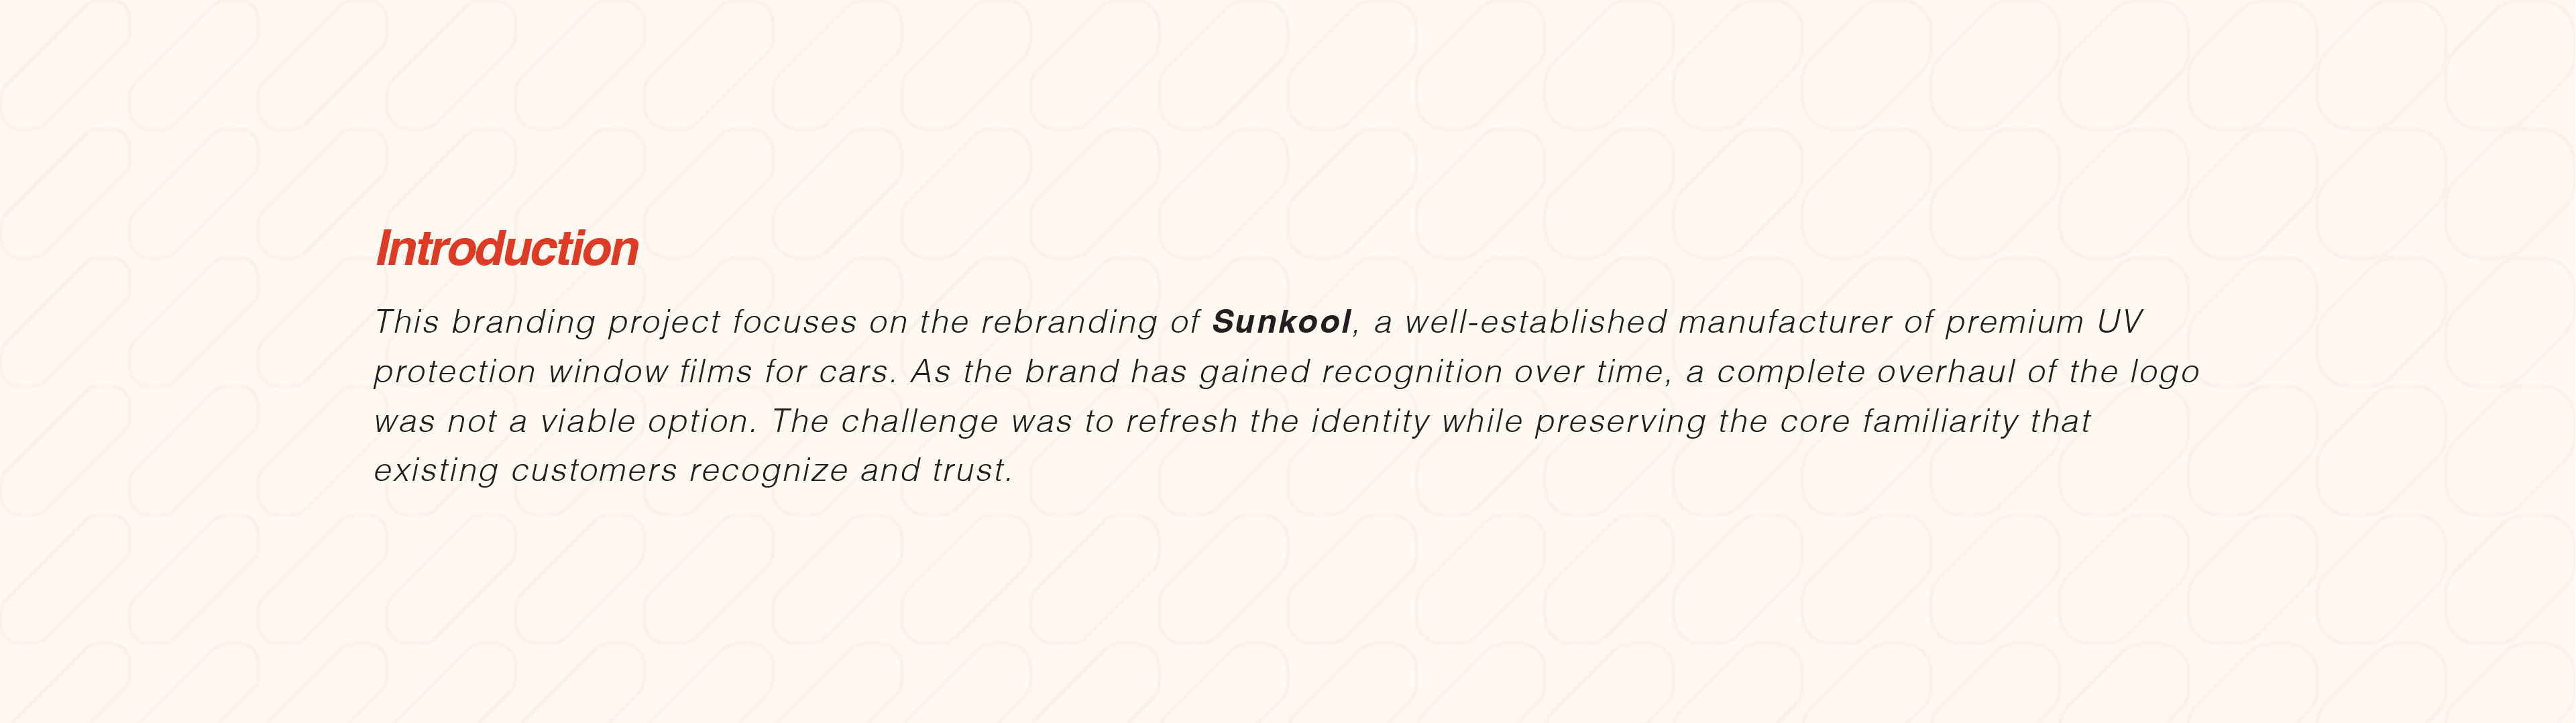 Introduction
This branding project focuses on the rebranding of Sunkool, a well-established manufacturer of premium UV
protection window films for cars. As the brand has gained recognition over time, a complete overhaul of the logo
was not a viable option. The challenge was to refresh the identity while preserving the core familiarity that
existing customers recognize and trust.